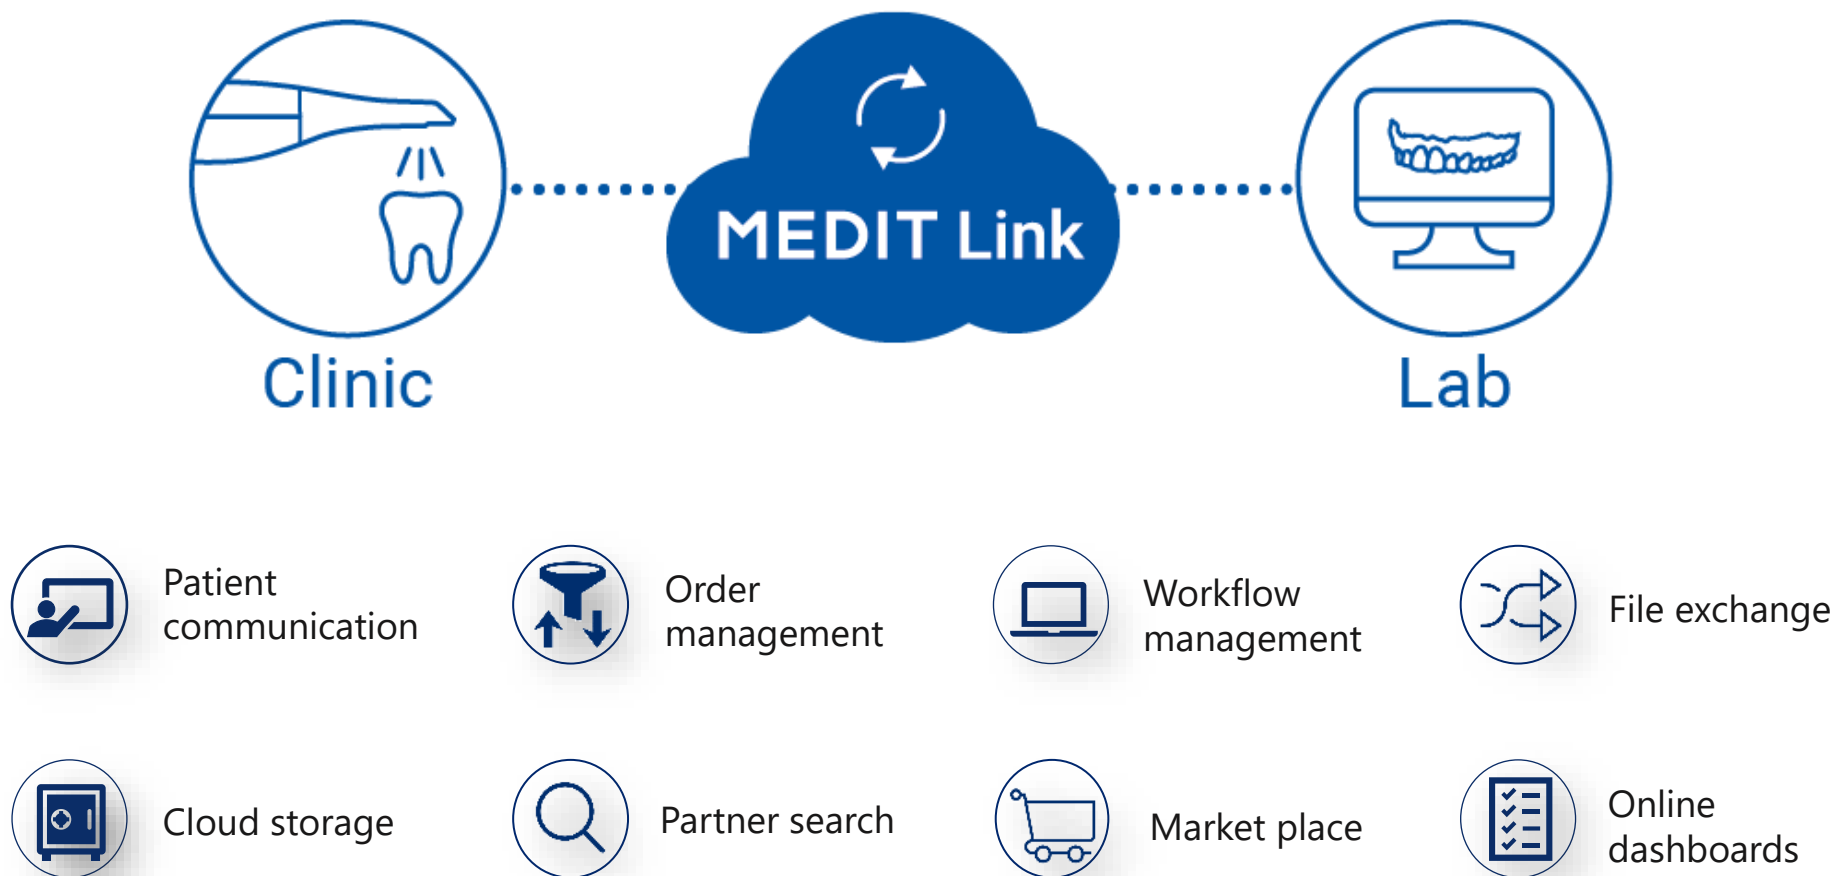 MEDIT Link
Clinic
Lab
Patient
communication
Order
management
Workflow
management
File exchange
Cloud storage
Partner search
Market place
Online
dashboards